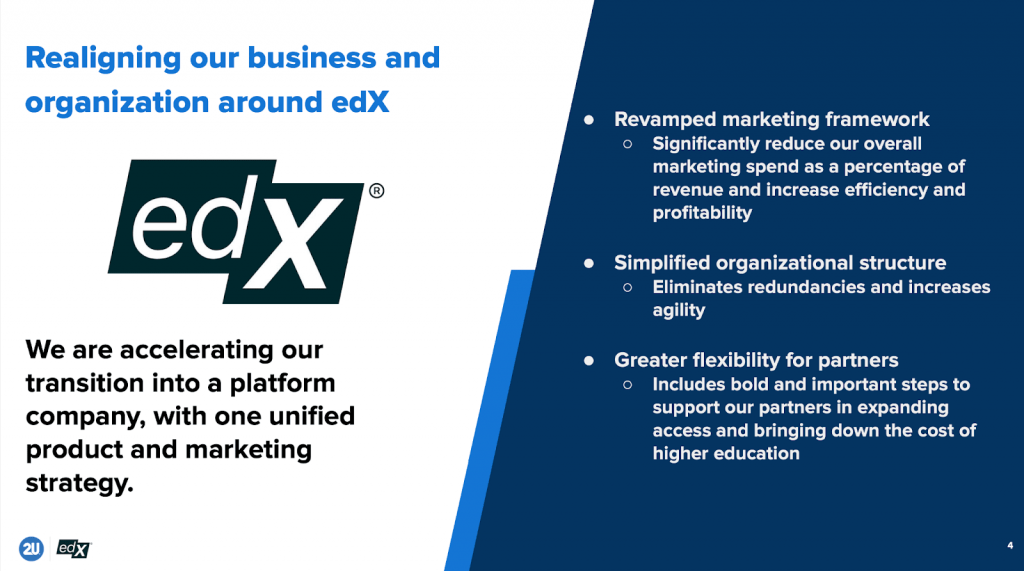 Realigning our business and
organization around edX
edX®
We are accelerating our
transition into a platform
company, with one unified
product and marketing
strategy.
● Revamped marketing framework
○ Significantly reduce our overall
marketing spend as a percentage of
revenue and increase efficiency and
profitability
● Simplified organizational structure
○ Eliminates redundancies and increases
agility
● Greater flexibility for partners
○ Includes bold and important steps to
support our partners in expanding
access and bringing down the cost of
higher education
2U edX
4